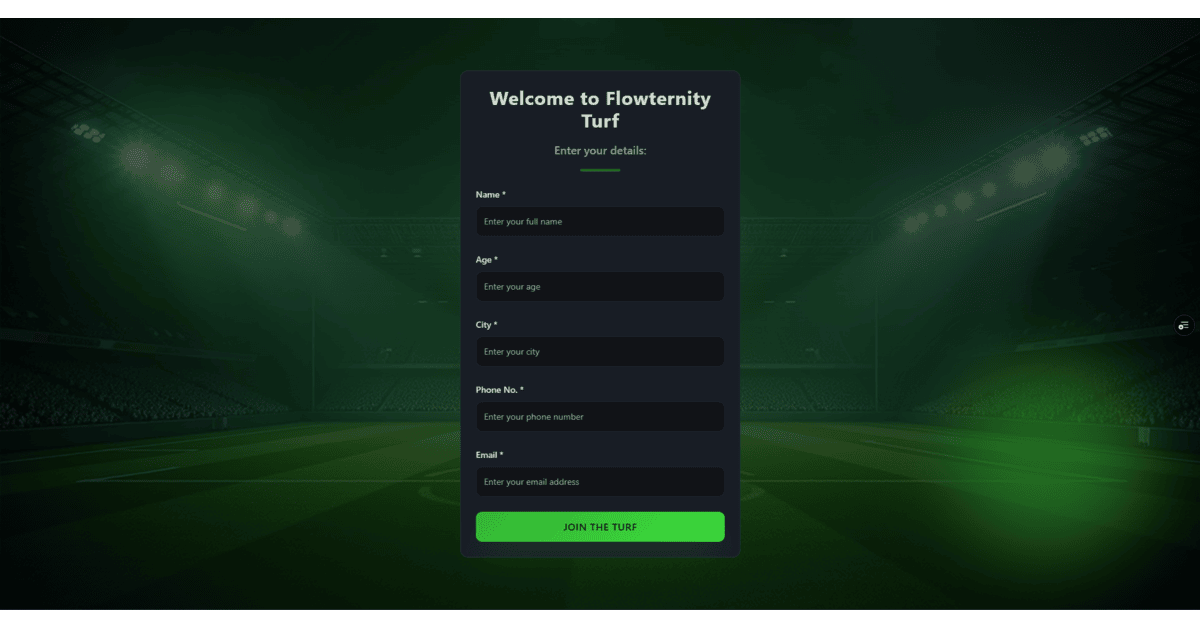 Welcome to Flowternity
Turf
Enter your details:
Name *
Enter your full name
Age *
Enter your age
City *
Enter your city
Phone No. *
Enter your phone number
Email *
Enter your email address
JOIN THE TURF